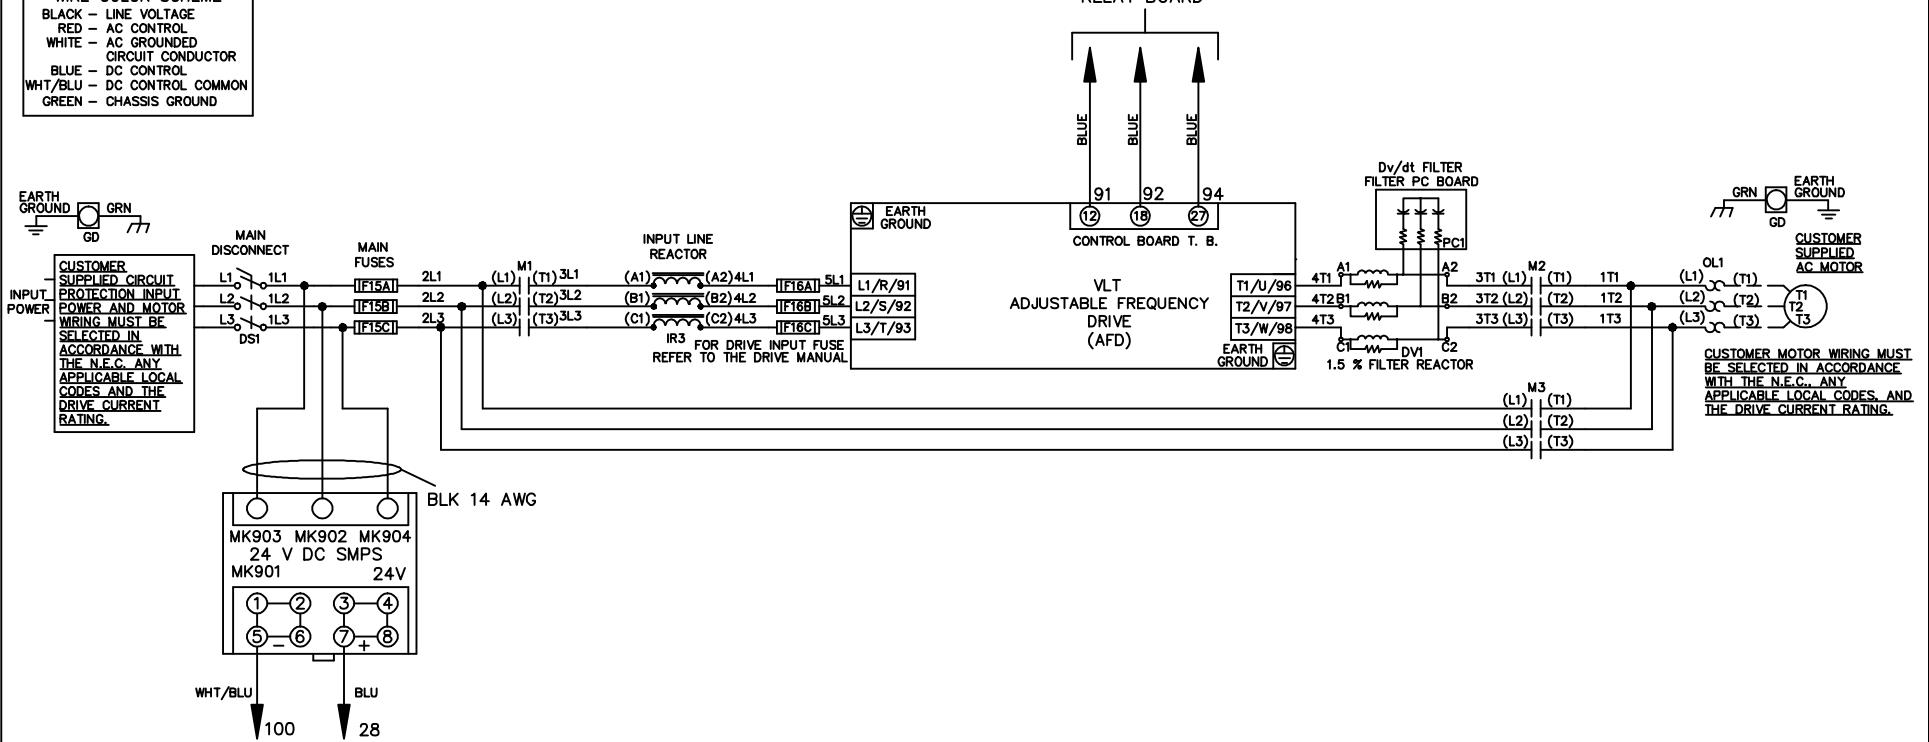 WIRE COLOR SCHEME
BLACK – LINE VOLTAGE
RED – AC CONTROL
WHITE – AC GROUNDED
CIRCUIT CONDUCTOR
BLUE – DC CONTROL
WHT/BLU – DC CONTROL COMMON
GREEN – CHASSIS GROUND
RELAY BOARD
BLUE
BLUE
BLUE
91
92
94
12
18
27
CONTROL BOARD T. B.
EARTH
GROUND
GRN
GD
INPUT
POWER
CUSTOMER
SUPPLIED CIRCUIT
PROTECTION INPUT
POWER AND MOTOR
WIRING MUST BE
SELECTED IN
ACCORDANCE WITH
THE N.E.C. ANY
APPLICABLE LOCAL
CODES AND THE
DRIVE CURRENT
RATING.
MAIN
DISCONNECT
L1 1L1
L2 1L2
L3 1L3
DS1
MAIN
FUSES
IF15A
IF15B
IF15C
2L1
2L2
2L3
M1
(L1) (T1) 3L1
(L2) (T2) 3L2
(L3) (T3) 3L3
INPUT LINE
REACTOR
(A1) (A2) 4L1
(B1) (B2) 4L2
(C1) (C2) 4L3
IR3
IF16A 5L1
IF16B 5L2
IF16C 5L3
FOR DRIVE INPUT FUSE
REFER TO THE DRIVE MANUAL
EARTH
GROUND
L1/R/91
L2/S/92
L3/T/93
VLT
ADJUSTABLE FREQUENCY
DRIVE
(AFD)
T1/U/96
T2/V/97
T3/W/98
EARTH
GROUND
Dv/dt FILTER
FILTER PC BOARD
PC1
4T1 A1 A2
4T2 B1 B2
4T3 C1 C2
DV1
1.5 % FILTER REACTOR
M2
3T1 (L1) (T1) 1T1
3T2 (L2) (T2) 1T2
3T3 (L3) (T3) 1T3
M3
(L1) (T1)
(L2) (T2)
(L3) (T3)
OL1
(L1) (T1)
(L2) (T2)
(L3) (T3)
T1
T2
T3
GRN
GD
EARTH
GROUND
CUSTOMER
SUPPLIED
AC MOTOR
CUSTOMER MOTOR WIRING MUST
BE SELECTED IN ACCORDANCE
WITH THE N.E.C., ANY
APPLICABLE LOCAL CODES, AND
THE DRIVE CURRENT RATING.
BLK 14 AWG
MK903 MK902 MK904
24 V DC SMPS
MK901 24V
1 2 3 4
5 6 7 8
– +
WHT/BLU
BLU
100
28